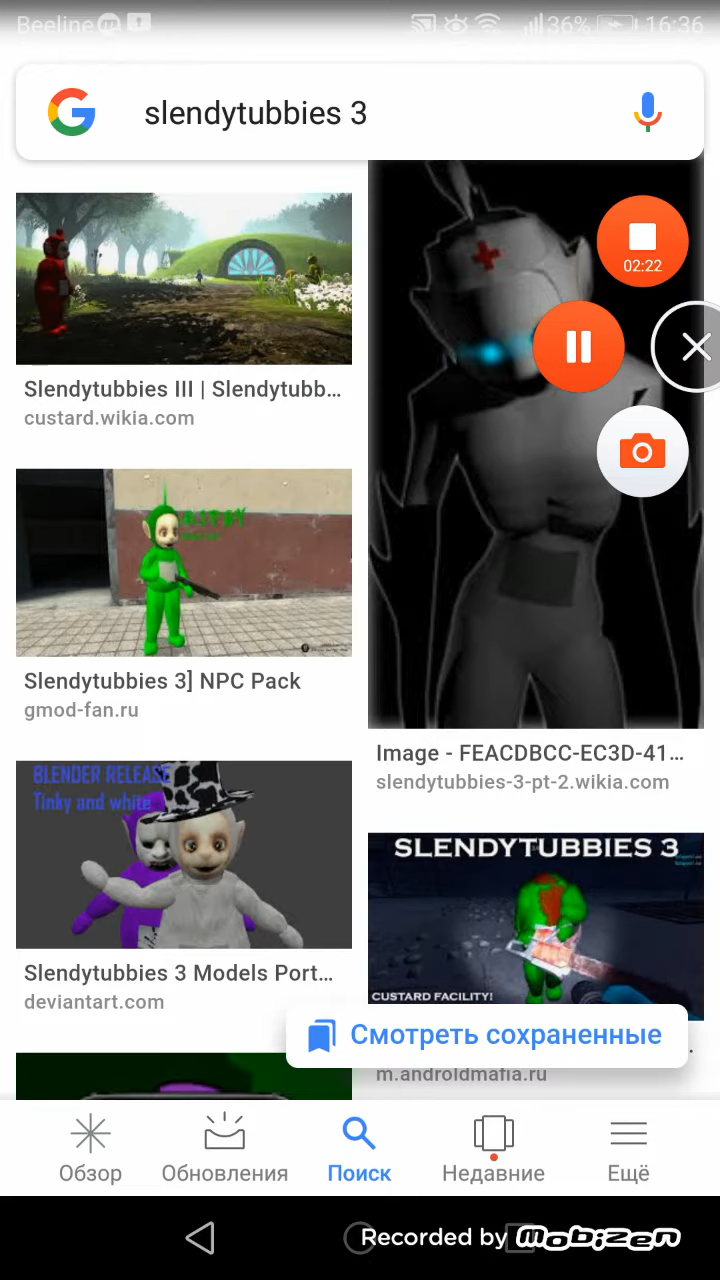 Beeline
36%
16:36
slendytubbies 3
02:22
Slendytubbies III | Slendytubb...
custard.wikia.com
Slendytubbies 3] NPC Pack
gmod-fan.ru
BLENDER RELEASE
Tinky and white
Slendytubbies 3 Models Port...
deviantart.com
Image - FEACDBCC-EC3D-41...
slendytubbies-3-pt-2.wikia.com
SLENDYTUBBIES 3
CUSTARD FACILITY!
Смотреть сохраненные
m.androldmafia.ru
Обзор
Обновления
Поиск
Недавние
Ещё
Recorded by mobizen